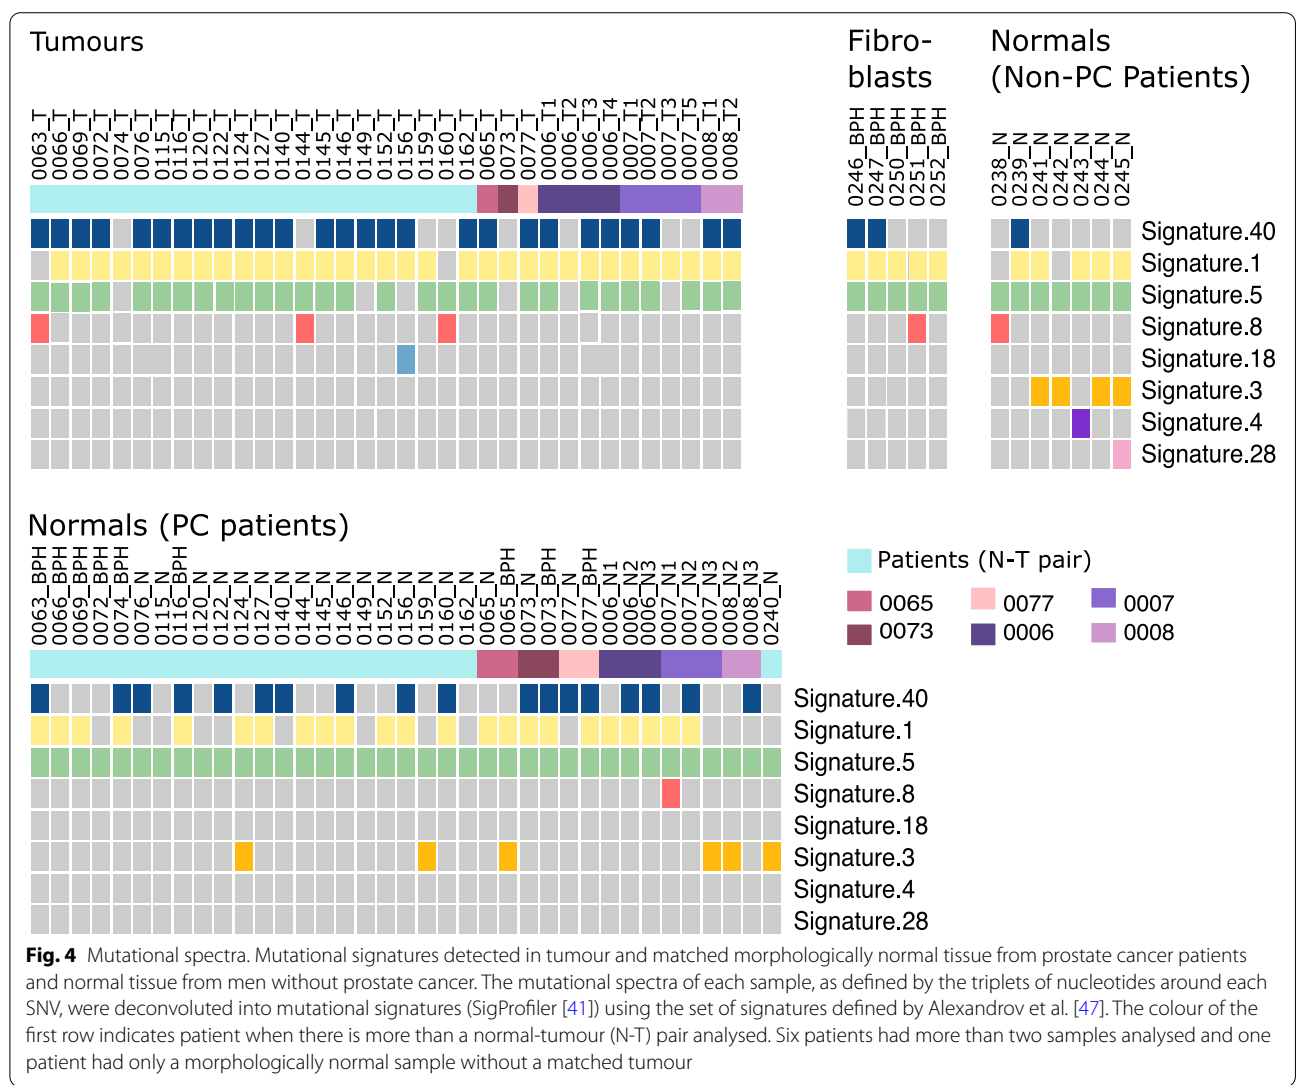 Tumours
Fibro-
blasts
Normals
(Non-PC Patients)
0063_T
0066_T
0069_T
0072_T
0074_T
0076_T
0115_T
0116_T
0120_T
0122_T
0124_T
0127_T
0140_T
0144_T
0145_T
0146_T
0149_T
0152_T
0156_T
0159_T
0160_T
0162_T
0065_T
0073_T
0077_T
0006_T1
0006_T2
0006_T3
0006_T4
0007_T1
0007_T2
0007_T3
0007_T5
0008_T1
0008_T2
0246_BPH
0247_BPH
0250_BPH
0251_BPH
0252_BPH
0238_N
0239_N
0241_N
0242_N
0243_N
0244_N
0245_N
Signature.40
Signature.1
Signature.5
Signature.8
Signature.18
Signature.3
Signature.4
Signature.28
Normals (PC patients)
0063_BPH
0066_BPH
0069_BPH
0072_BPH
0074_BPH
0076_N
0115_N
0116_BPH
0120_N
0122_N
0124_N
0127_N
0140_N
0144_N
0145_N
0146_N
0149_N
0152_N
0156_N
0159_N
0160_N
0162_N
0065_N
0065_BPH
0073_N
0073_BPH
0077_N
0077_BPH
0006_N1
0006_N2
0006_N3
0007_N1
0007_N2
0007_N3
0008_N2
0008_N3
0240_N
Patients (N-T pair)
0065
0077
0007
0073
0006
0008
Signature.40
Signature.1
Signature.5
Signature.8
Signature.18
Signature.3
Signature.4
Signature.28
Fig. 4 Mutational spectra. Mutational signatures detected in tumour and matched morphologically normal tissue from prostate cancer patients
and normal tissue from men without prostate cancer. The mutational spectra of each sample, as defined by the triplets of nucleotides around each
SNV, were deconvoluted into mutational signatures (SigProfiler [41]) using the set of signatures defined by Alexandrov et al. [47]. The colour of the
first row indicates patient when there is more than a normal-tumour (N-T) pair analysed. Six patients had more than two samples analysed and one
patient had only a morphologically normal sample without a matched tumour